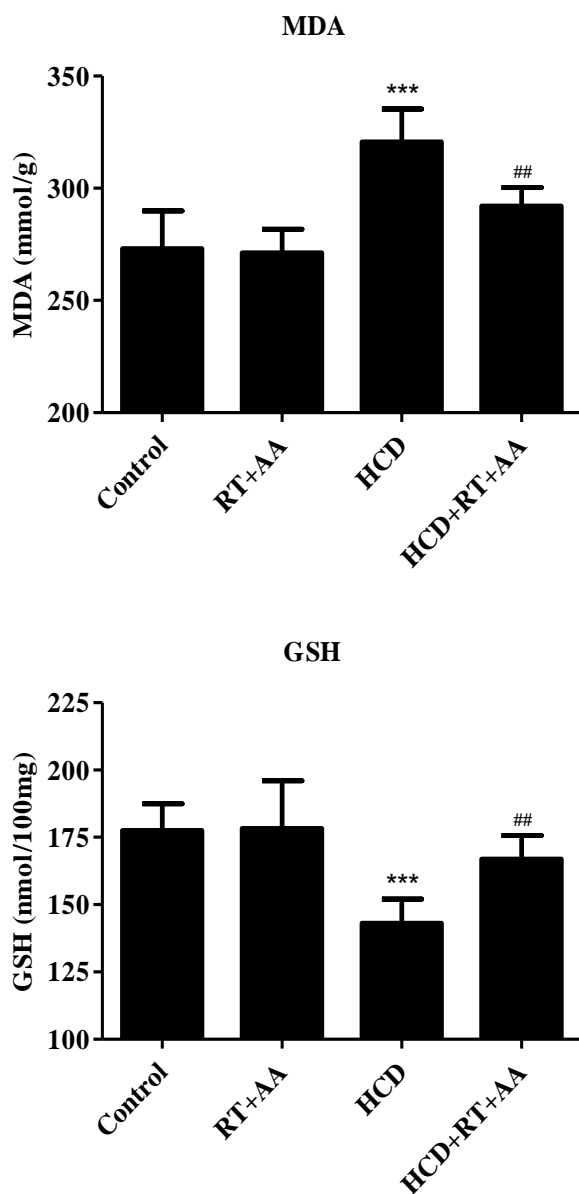 MDA
MDA (mmol/g)
350
300
250
200
***
##
Control
RT+AA
HCD
HCD+RT+AA
GSH
GSH (nmol/100mg)
225
200
175
150
125
100
***
##
Control
RT+AA
HCD
HCD+RT+AA